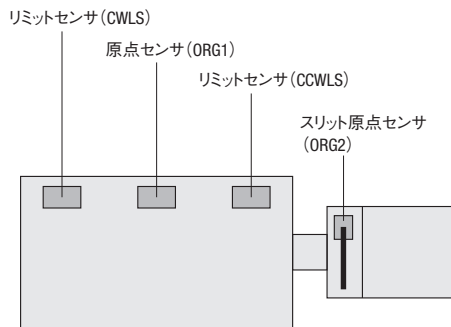 リミットセンサ（CWLS）
原点センサ（ORG1）
リミットセンサ（CCWLS）
スリット原点センサ
（ORG2）